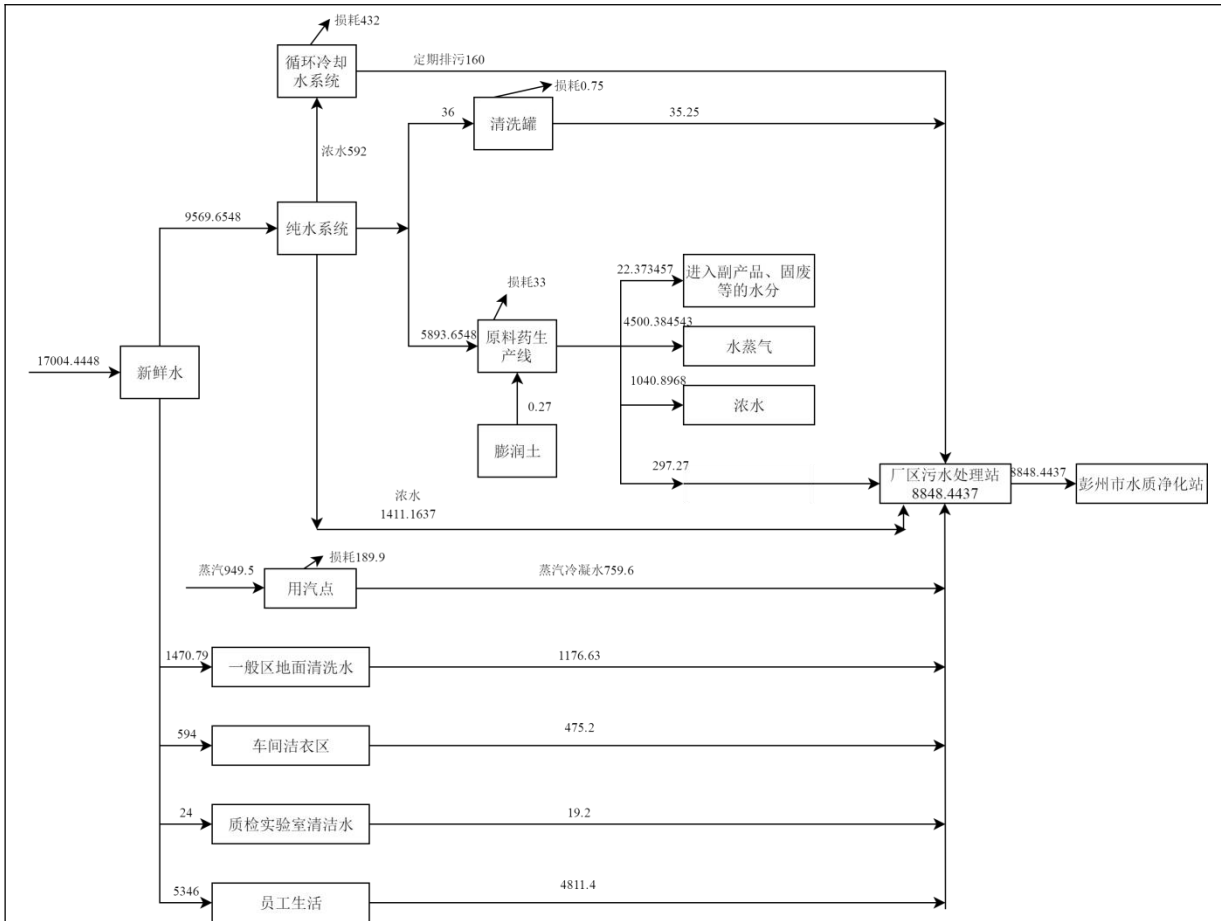 损耗432
循环冷却
水系统
定期排污160
损耗0.75
36
清洗罐
35.25
浓水592
9569.6548
纯水系统
22.373457
进入副产品、固废
等的水分
损耗33
4500.384543
5893.6548
原料药生
产线
水蒸气
17004.4448
新鲜水
1040.8968
浓水
0.27
膨润土
297.27
厂区污水处理站
8848.4437
8848.4437
彭州市水质净化站
浓水
1411.1637
损耗189.9
蒸汽949.5
用汽点
蒸汽冷凝水759.6
1470.79
一般区地面清洗水
1176.63
594
车间洁衣区
475.2
24
质检实验室清洁水
19.2
5346
员工生活
4811.4